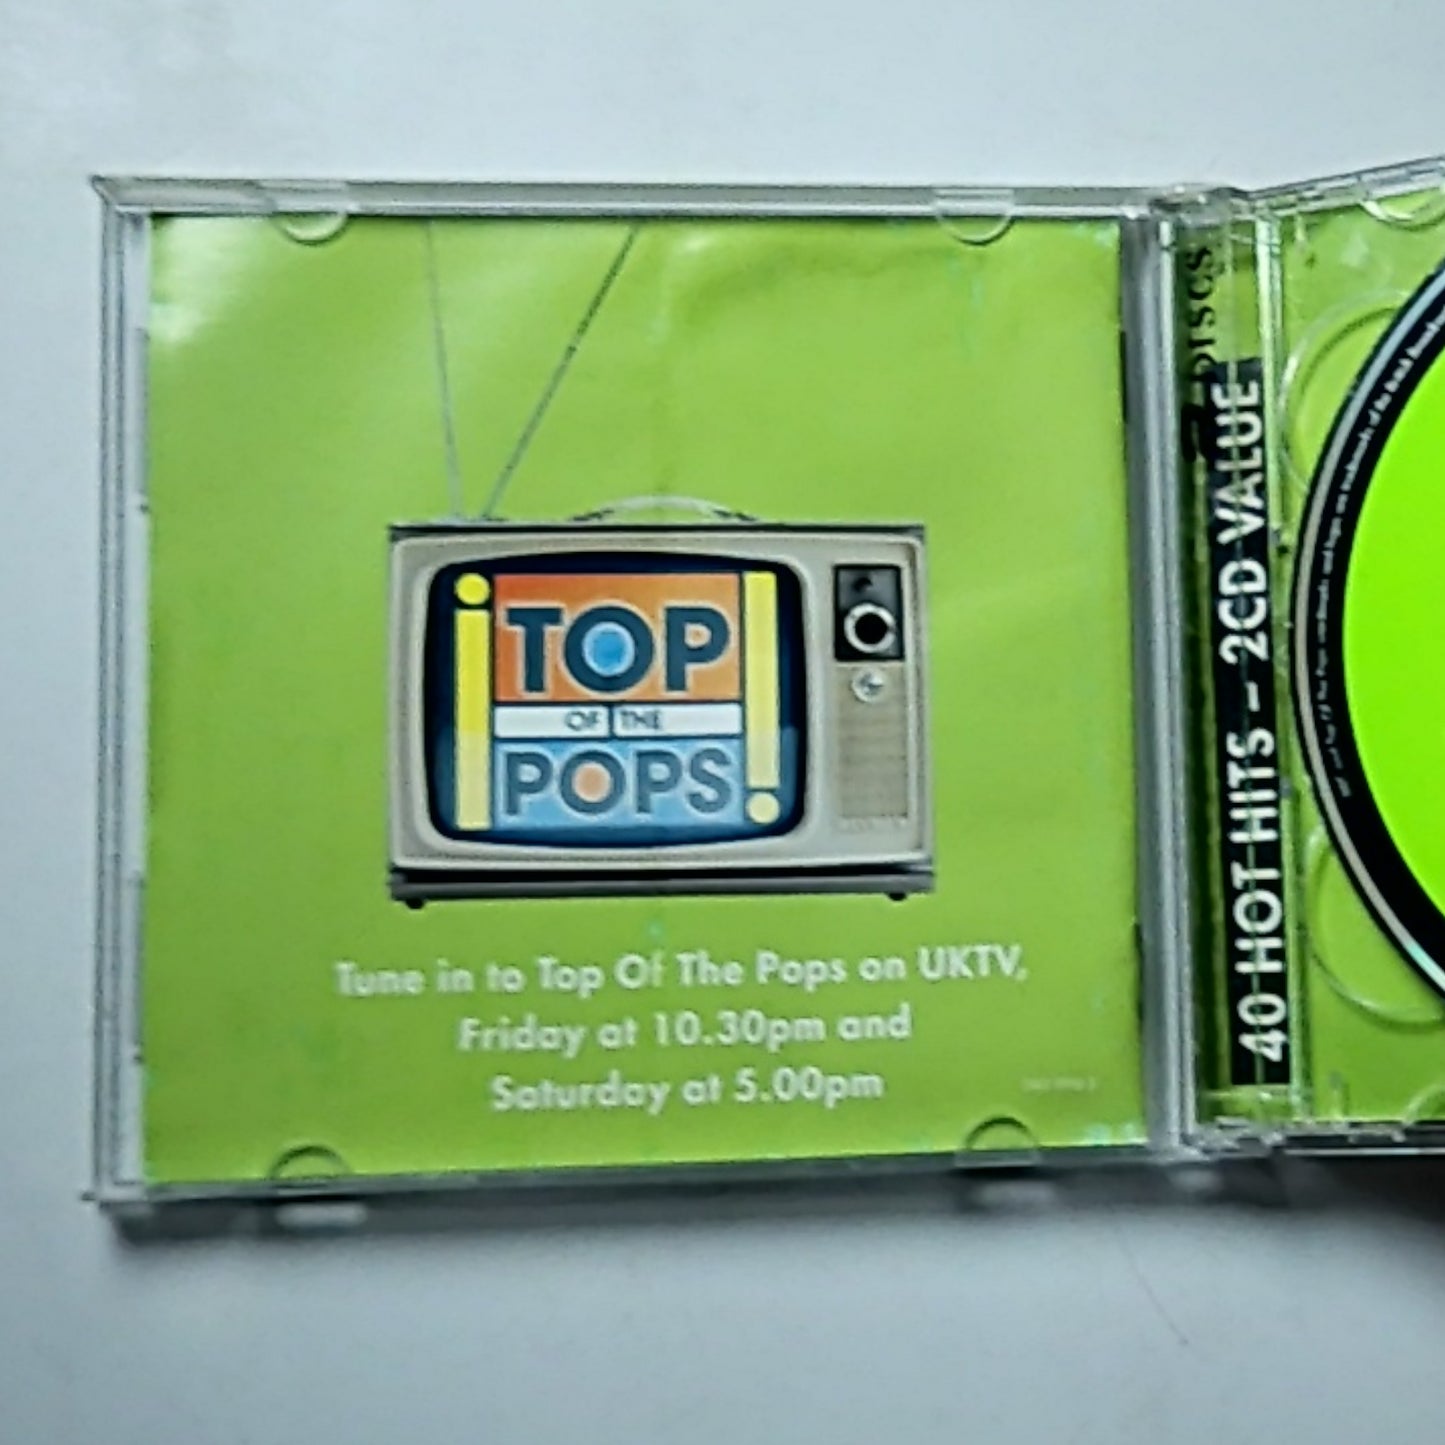 TOP
OF THE
POPS
Tune in to Top Of The Pops on UKTV,
Friday at 10.30pm and
Saturday at 5.00pm
DISCS
40 HOT HITS - 2CD VALUE